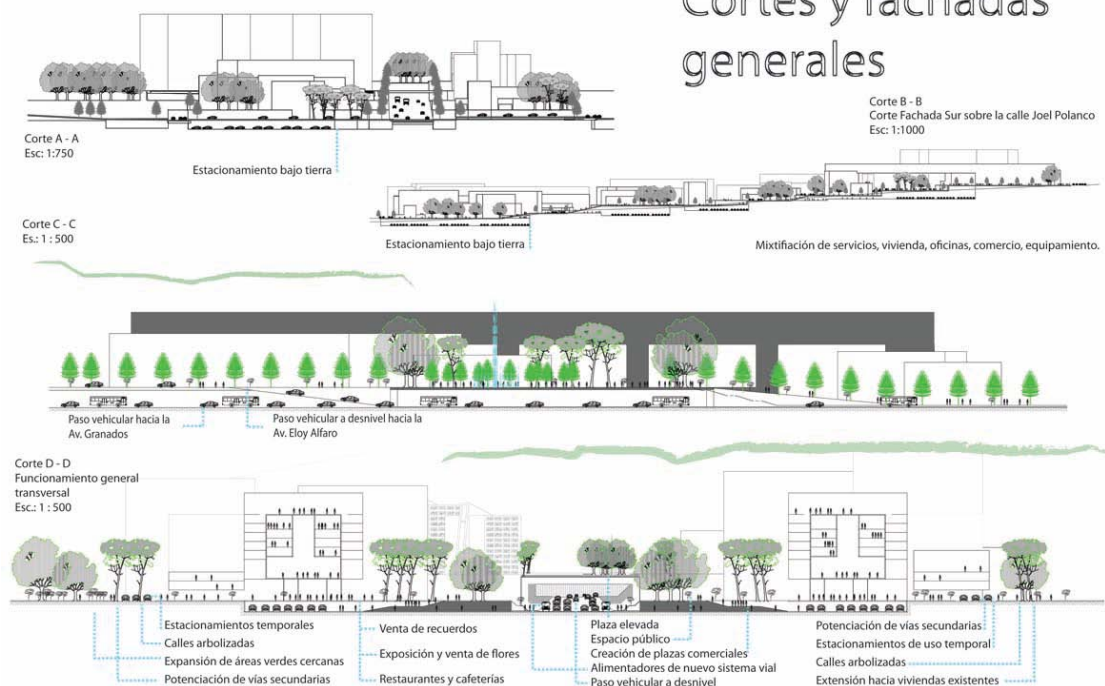 Cortes y fachadas
generales
Corte A - A
Esc: 1:750
Estacionamiento bajo tierra
Corte B - B
Corte Fachada Sur sobre la calle Joel Polanco
Esc: 1:1000
Estacionamiento bajo tierra
Mixtifiación de servicios, vivienda, oficinas, comercio, equipamiento.
Corte C - C
Es.: 1 : 500
Paso vehicular hacia la
Av. Granados
Paso vehicular a desnivel hacia la
Av. Eloy Alfaro
Corte D - D
Funcionamiento general
transversal
Esc.: 1 : 500
Estacionamientos temporales
Calles arbolizadas
Expansión de áreas verdes cercanas
Potenciación de vías secundarias
Venta de recuerdos
Exposición y venta de flores
Restaurantes y cafeterías
Plaza elevada
Espacio público
Creación de plazas comerciales
Alimentadores de nuevo sistema vial
Paso vehicular a desnivel
Potenciación de vías secundarias
Estacionamientos de uso temporal
Calles arbolizadas
Extensión hacia viviendas existentes